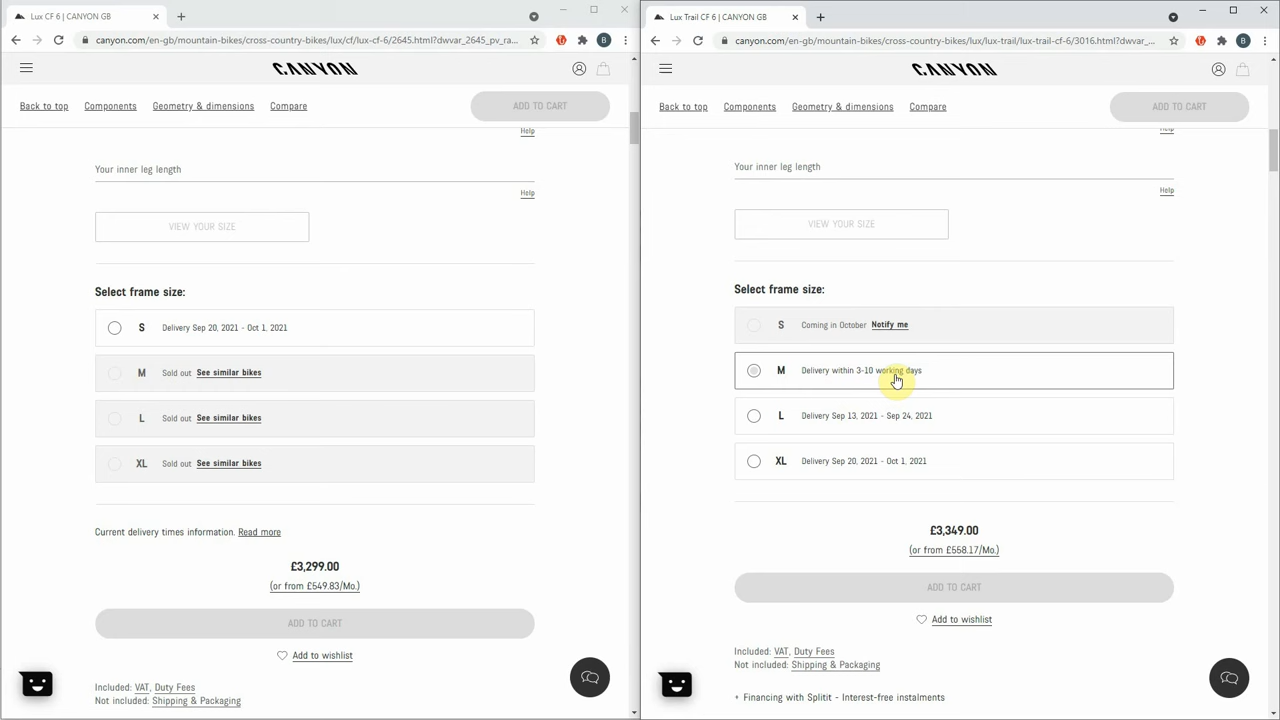 Lux CF 6 | CANYON GB
canyon.com/en-gb/mountain-bikes/cross-country-bikes/lux/cf/lux-cf-6/2645.html?dwvar_2645_pv_ra...
B
CANYON
Back to top
Components
Geometry & dimensions
Compare
ADD TO CART
Help
Your inner leg length
Help
VIEW YOUR SIZE
Select frame size:
S Delivery Sep 20, 2021 - Oct 1, 2021
M Sold out See similar bikes
L Sold out See similar bikes
XL Sold out See similar bikes
Current delivery times information. Read more
£3,299.00
(or from £549.83/Mo.)
ADD TO CART
Add to wishlist
Included: VAT, Duty Fees
Not included: Shipping & Packaging
Lux Trail CF 6 | CANYON GB
canyon.com/en-gb/mountain-bikes/cross-country-bikes/lux/lux-trail/lux-trail-cf-6/3016.html?dwv...
B
CANYON
Back to top
Components
Geometry & dimensions
Compare
ADD TO CART
Help
Your inner leg length
Help
VIEW YOUR SIZE
Select frame size:
S Coming in October Notify me
M Delivery within 3-10 working days
L Delivery Sep 13, 2021 - Sep 24, 2021
XL Delivery Sep 20, 2021 - Oct 1, 2021
£3,349.00
(or from £558.17/Mo.)
ADD TO CART
Add to wishlist
Included: VAT, Duty Fees
Not included: Shipping & Packaging
+ Financing with Splitit - Interest-free instalments